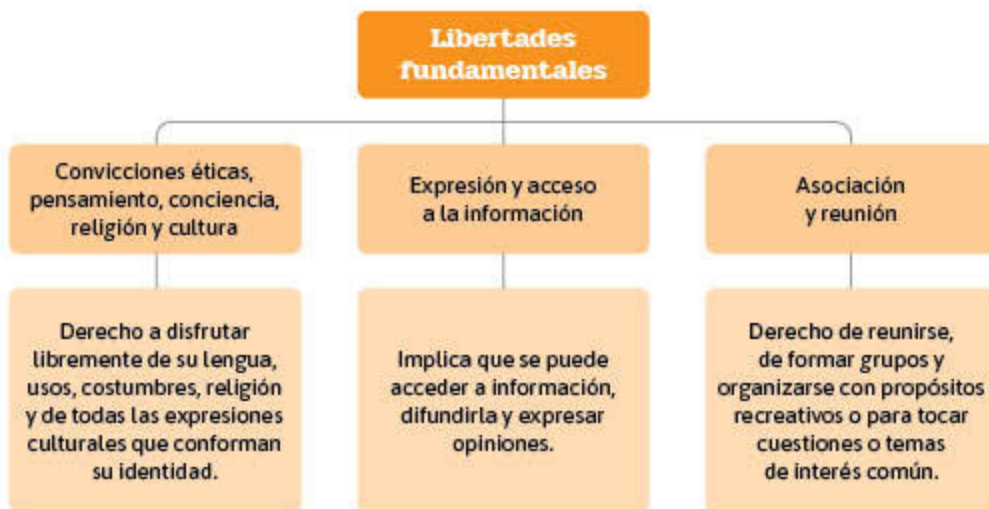 Libertades
fundamentales
Convicciones éticas,
pensamiento, conciencia,
religión y cultura
Expresión y acceso
a la información
Asociación
y reunión
Derecho a disfrutar
libremente de su lengua,
usos, costumbres, religión
y de todas las expresiones
culturales que conforman
su identidad.
Implica que se puede
acceder a información,
difundirla y expresar
opiniones.
Derecho de reunirse,
de formar grupos y
organizarse con propósitos
recreativos o para tocar
cuestiones o temas
de interés común.